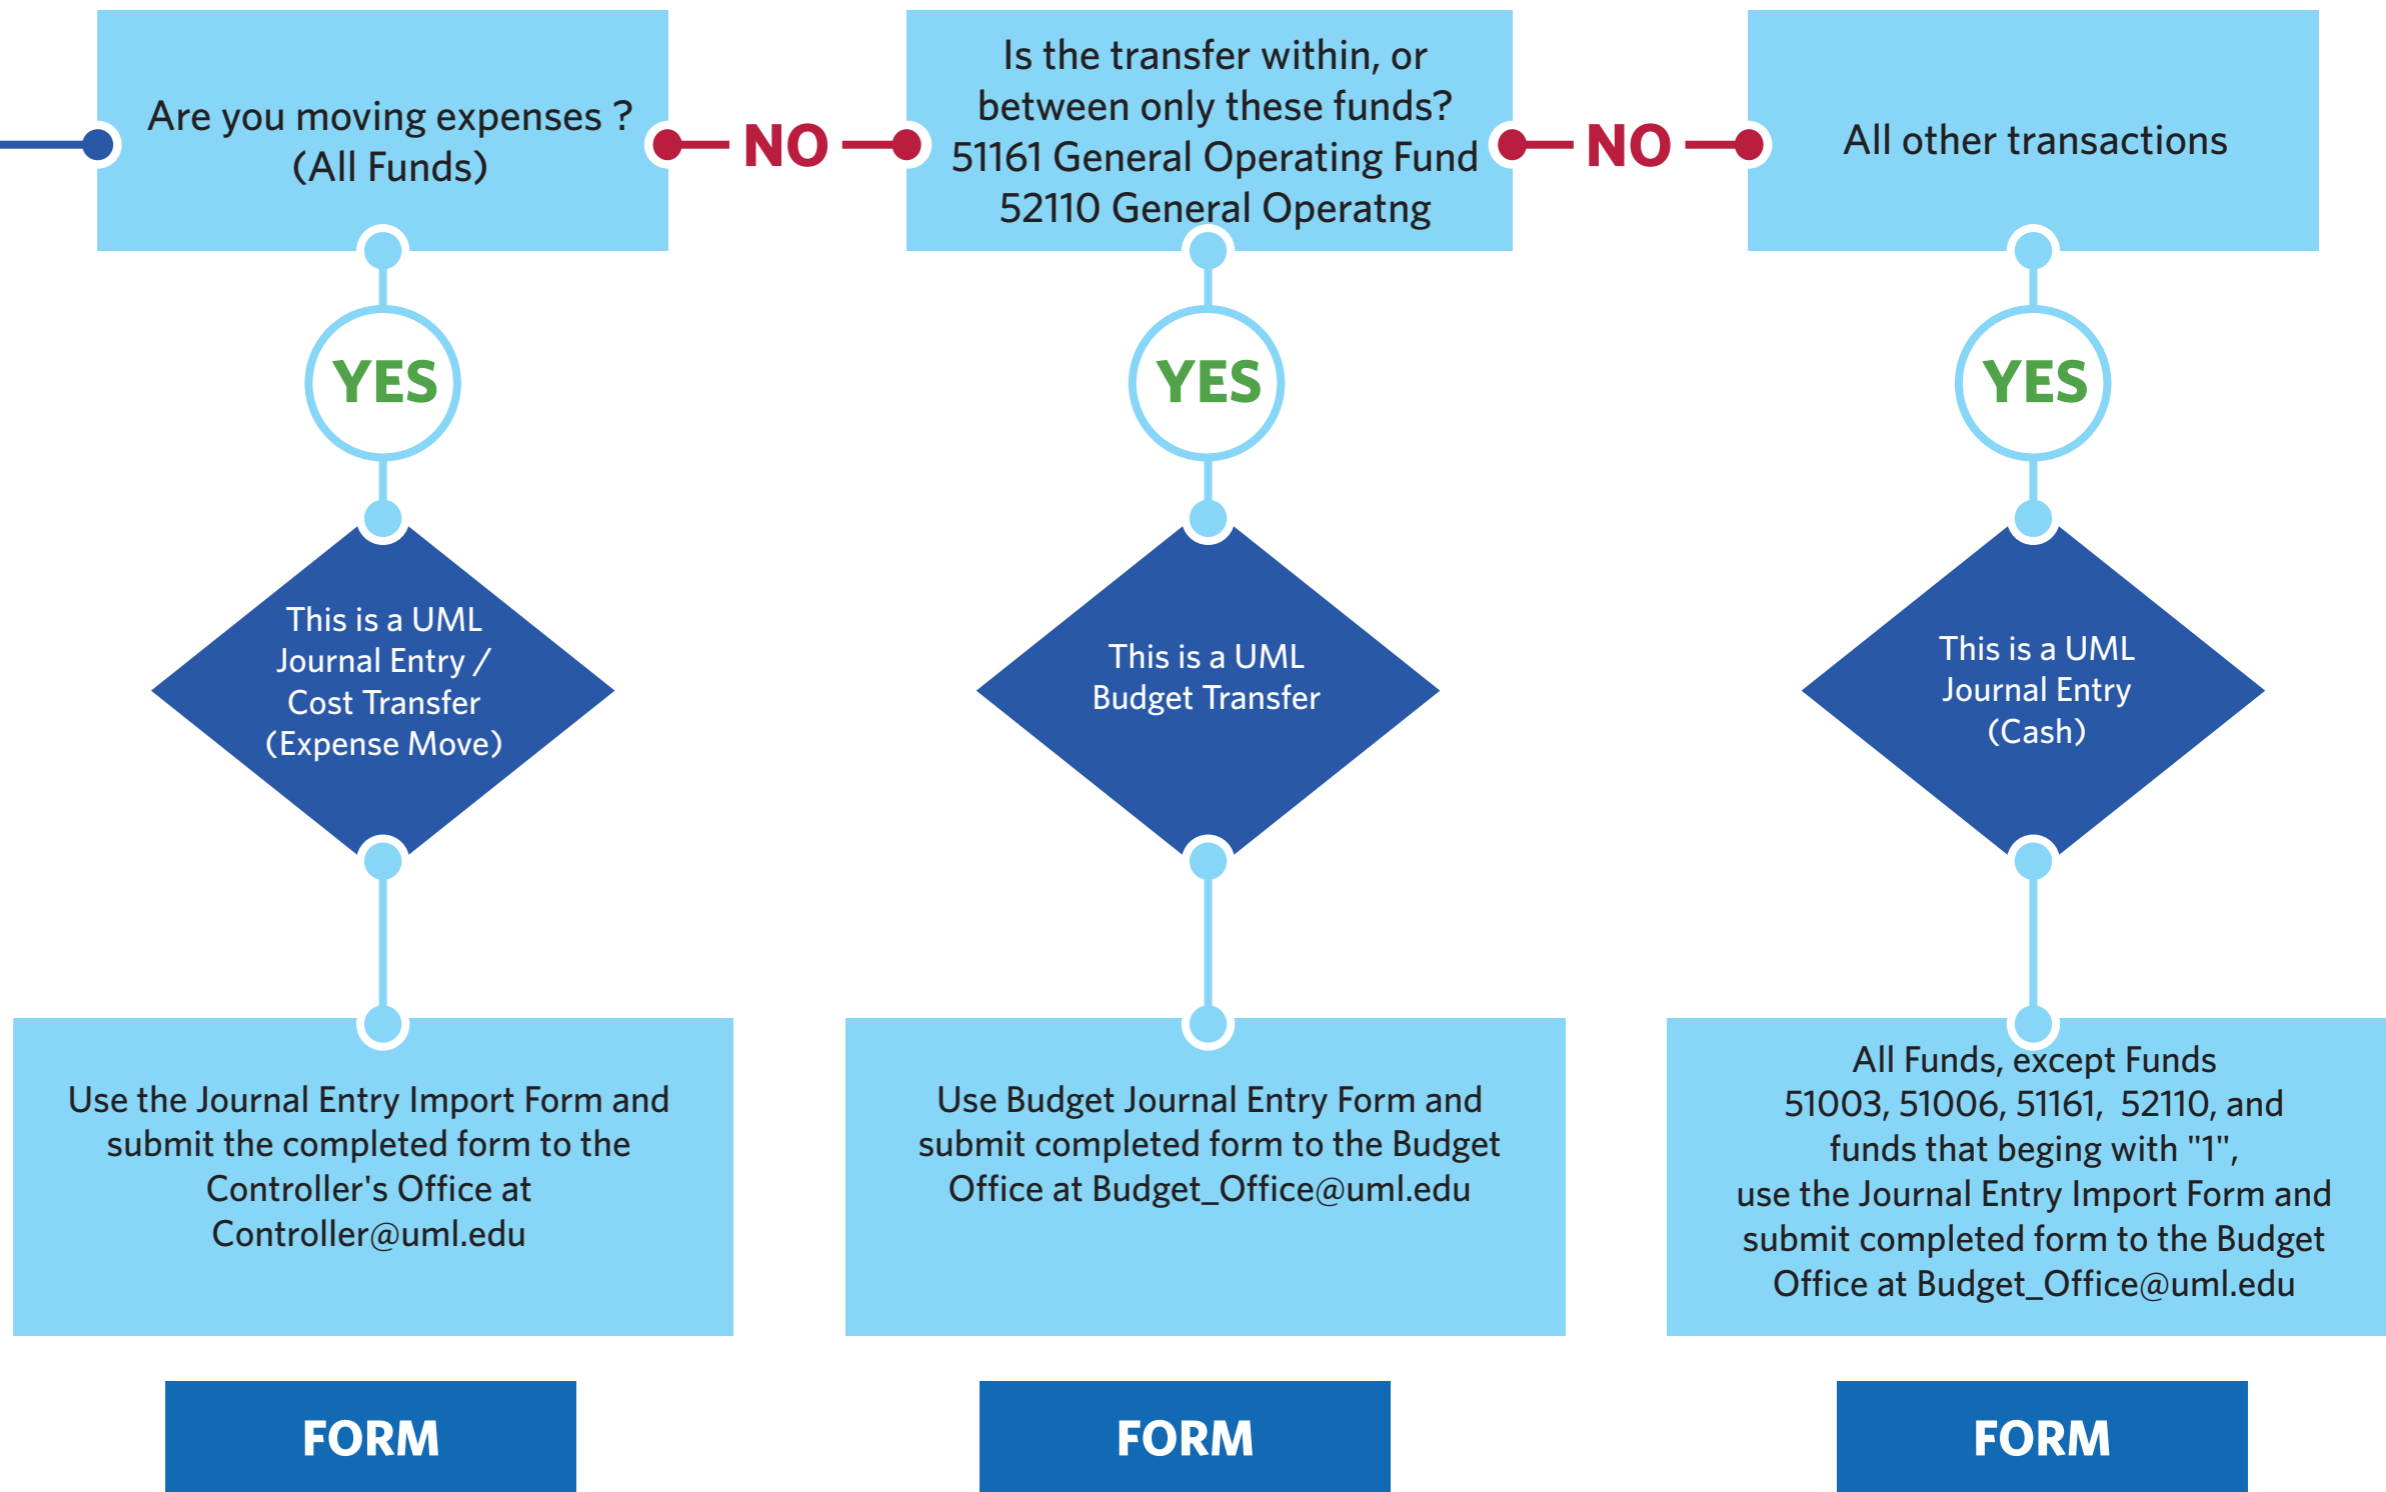 Are you moving expenses ?
(All Funds)
NO
Is the transfer within, or
between only these funds?
51161 General Operating Fund
52110 General Operatng
NO
All other transactions
YES
YES
YES
This is a UML
Journal Entry /
Cost Transfer
(Expense Move)
This is a UML
Budget Transfer
This is a UML
Journal Entry
(Cash)
Use the Journal Entry Import Form and
submit the completed form to the
Controller's Office at
Controller@uml.edu
Use Budget Journal Entry Form and
submit completed form to the Budget
Office at Budget_Office@uml.edu
All Funds, except Funds
51003, 51006, 51161,  52110, and
funds that beging with "1",
use the Journal Entry Import Form and
submit completed form to the Budget
Office at Budget_Office@uml.edu
FORM
FORM
FORM